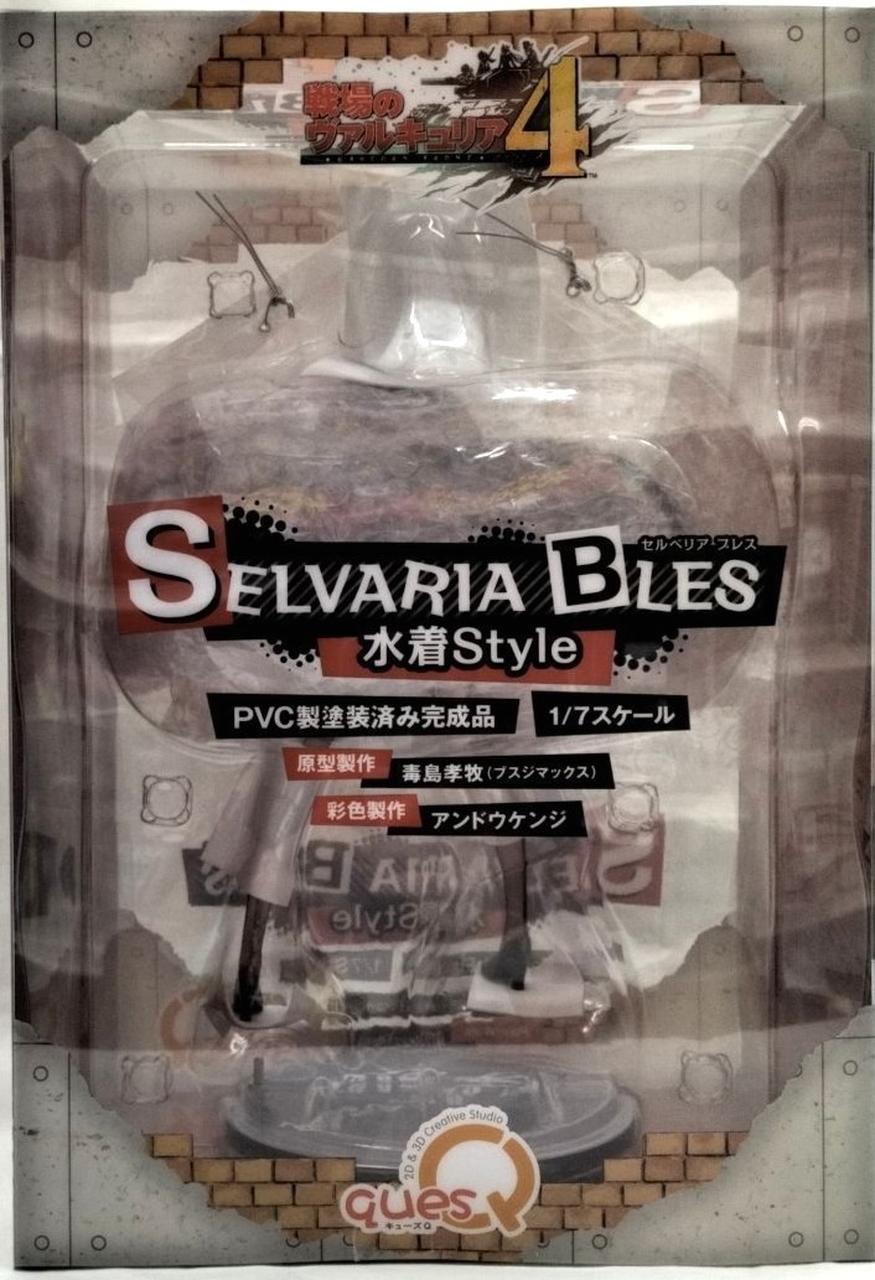 戦場の
ヴァルキュリア4
TM
セルベリア・ブレス
SELVARIA BLES
水着Style
PVC製塗装済み完成品
1/7スケール
原型製作
毒島孝牧(ブスジマックス)
彩色製作
アンドウケンジ
2D & 3D Creative Studio
quesQ
キューズQ